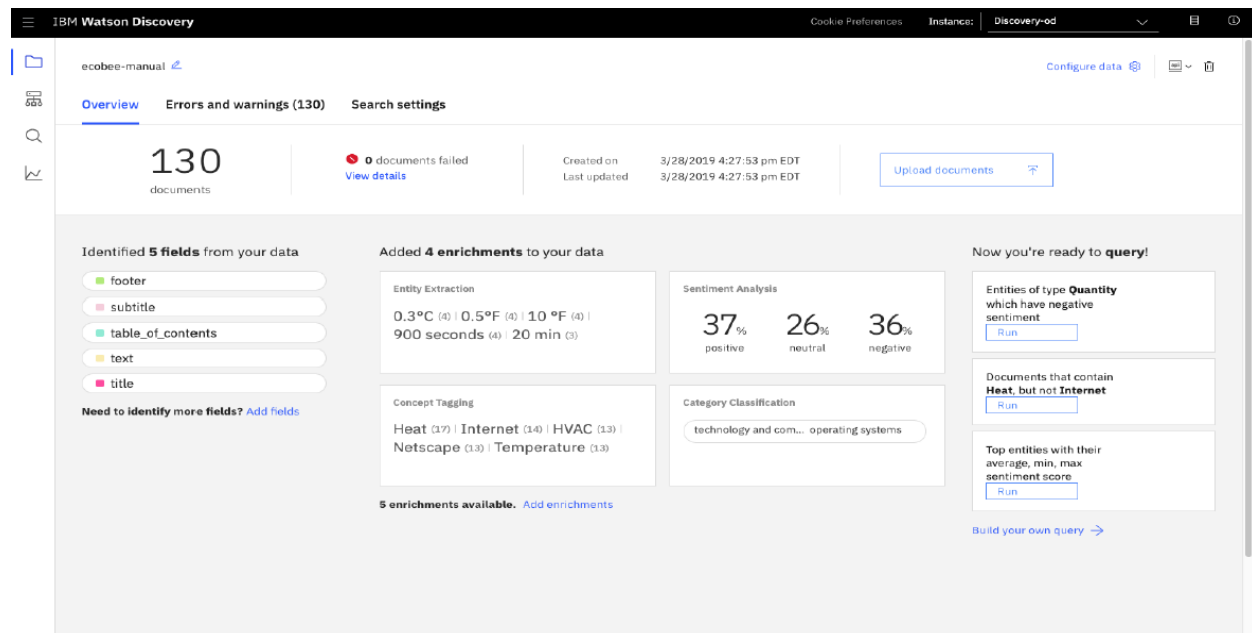 IBM Watson Discovery
Cookie Preferences
Instance:
Discovery-od
ecobee-manual
Configure data
Overview
Errors and warnings (130)
Search settings
130
documents
0 documents failed
View details
Created on 3/28/2019 4:27:53 pm EDT
Last updated 3/28/2019 4:27:53 pm EDT
Upload documents
Identified 5 fields from your data
footer
subtitle
table_of_contents
text
title
Need to identify more fields? Add fields
Added 4 enrichments to your data
Entity Extraction
0.3°C (4) | 0.5°F (4) | 10 °F (4) |
900 seconds (4) | 20 min (3)
Sentiment Analysis
37% 26% 36%
positive neutral negative
Concept Tagging
Heat (17) | Internet (14) | HVAC (13) |
Netscape (13) | Temperature (13)
Category Classification
technology and com... operating systems
5 enrichments available. Add enrichments
Now you're ready to query!
Entities of type Quantity
which have negative
sentiment
Run
Documents that contain
Heat, but not Internet
Run
Top entities with their
average, min, max
sentiment score
Run
Build your own query